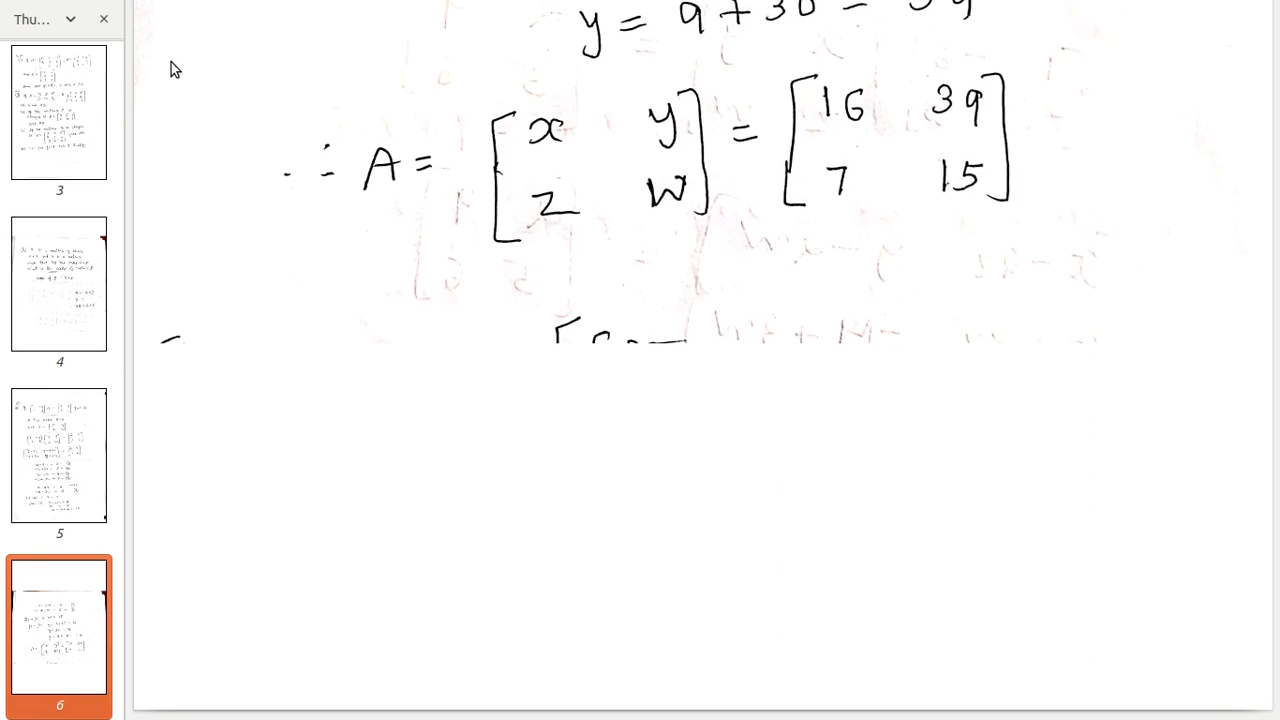 Thu...
3
4
5
6
y = 9 + 30 = 39
∴ A = [x y] = [16 39]
[z w] [7 15]